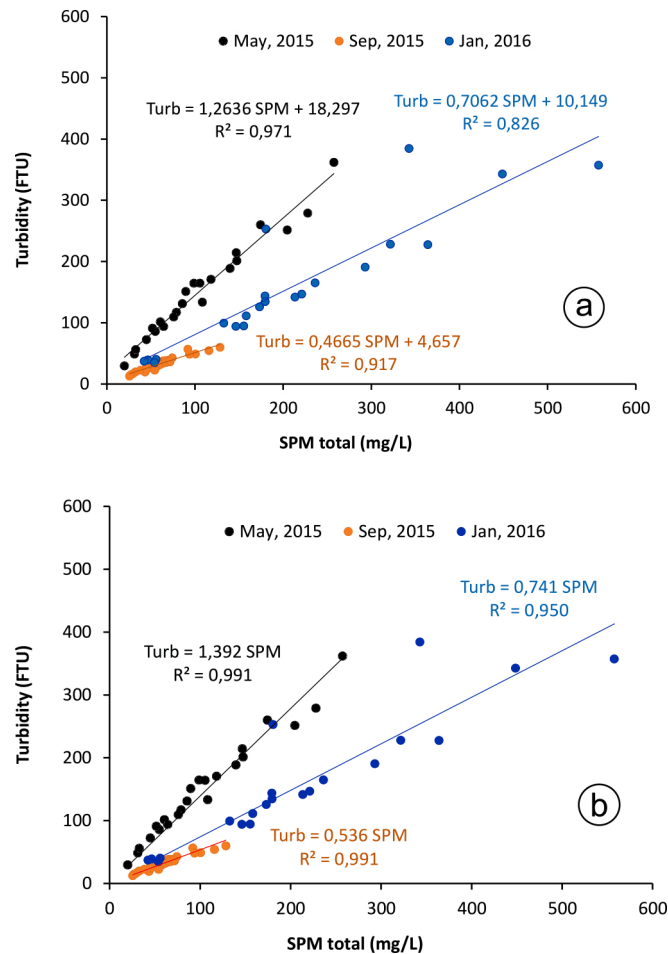 600
May, 2015 Sep, 2015 Jan, 2016
500
Turb = 1,2636 SPM + 18,297
R² = 0,971
Turb = 0,7062 SPM + 10,149
R² = 0,826
400
Turbidity (FTU)
300
200
a
100
Turb = 0,4665 SPM + 4,657
R² = 0,917
0
0 100 200 300 400 500 600
SPM total (mg/L)
600
May, 2015 Sep, 2015 Jan, 2016
500
Turb = 0,741 SPM
R² = 0,950
400
Turb = 1,392 SPM
R² = 0,991
Turbidity (FTU)
300
200
b
100
Turb = 0,536 SPM
R² = 0,991
0
0 100 200 300 400 500 600
SPM total (mg/L)